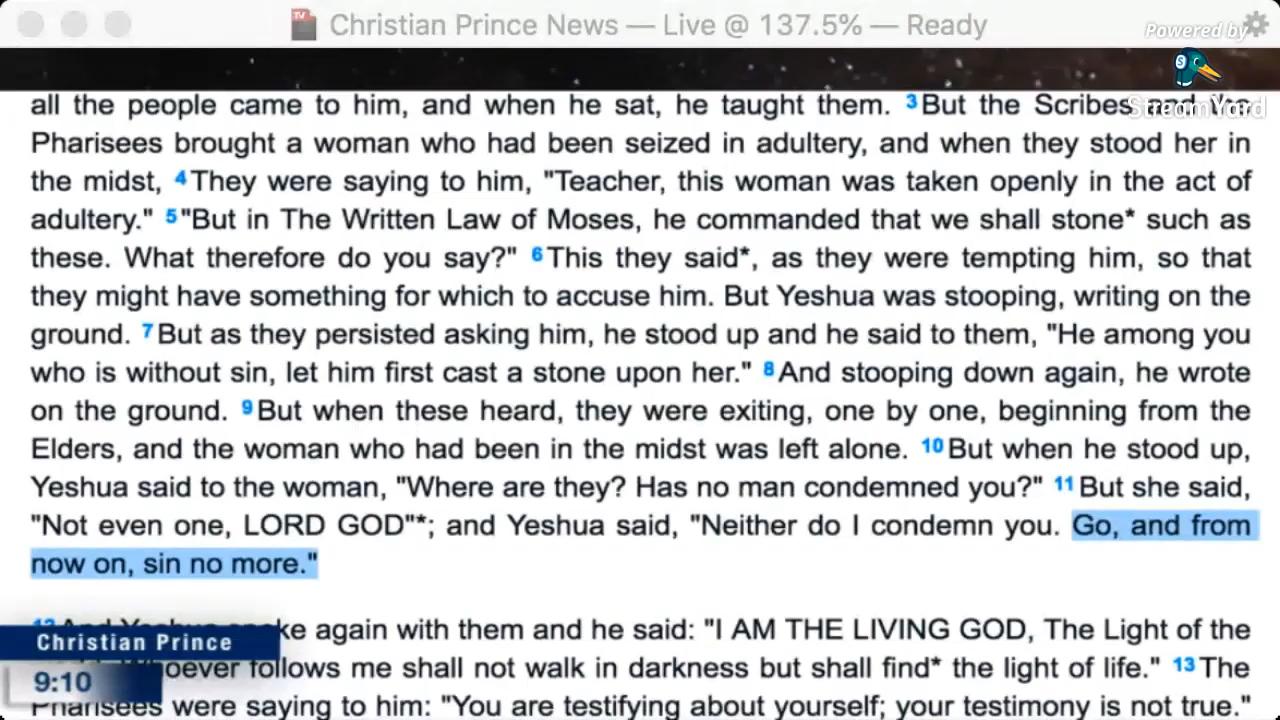 Christian Prince News — Live @ 137.5% — Ready
Powered by
StreamYard
all the people came to him, and when he sat, he taught them. 3 But the Scribes
Pharisees brought a woman who had been seized in adultery, and when they stood her in
the midst, 4 They were saying to him, "Teacher, this woman was taken openly in the act of
adultery." 5 "But in The Written Law of Moses, he commanded that we shall stone* such as
these. What therefore do you say?" 6 This they said*, as they were tempting him, so that
they might have something for which to accuse him. But Yeshua was stooping, writing on the
ground. 7 But as they persisted asking him, he stood up and he said to them, "He among you
who is without sin, let him first cast a stone upon her." 8 And stooping down again, he wrote
on the ground. 9 But when these heard, they were exiting, one by one, beginning from the
Elders, and the woman who had been in the midst was left alone. 10 But when he stood up,
Yeshua said to the woman, "Where are they? Has no man condemned you?" 11 But she said,
"Not even one, LORD GOD"*; and Yeshua said, "Neither do I condemn you. Go, and from
now on, sin no more."
again with them and he said: "I AM THE LIVING GOD, The Light of the
follows me shall not walk in darkness but shall find* the light of life." 13 The
Pharisees were saying to him: "You are testifying about yourself; your testimony is not true."
Christian Prince
9:10